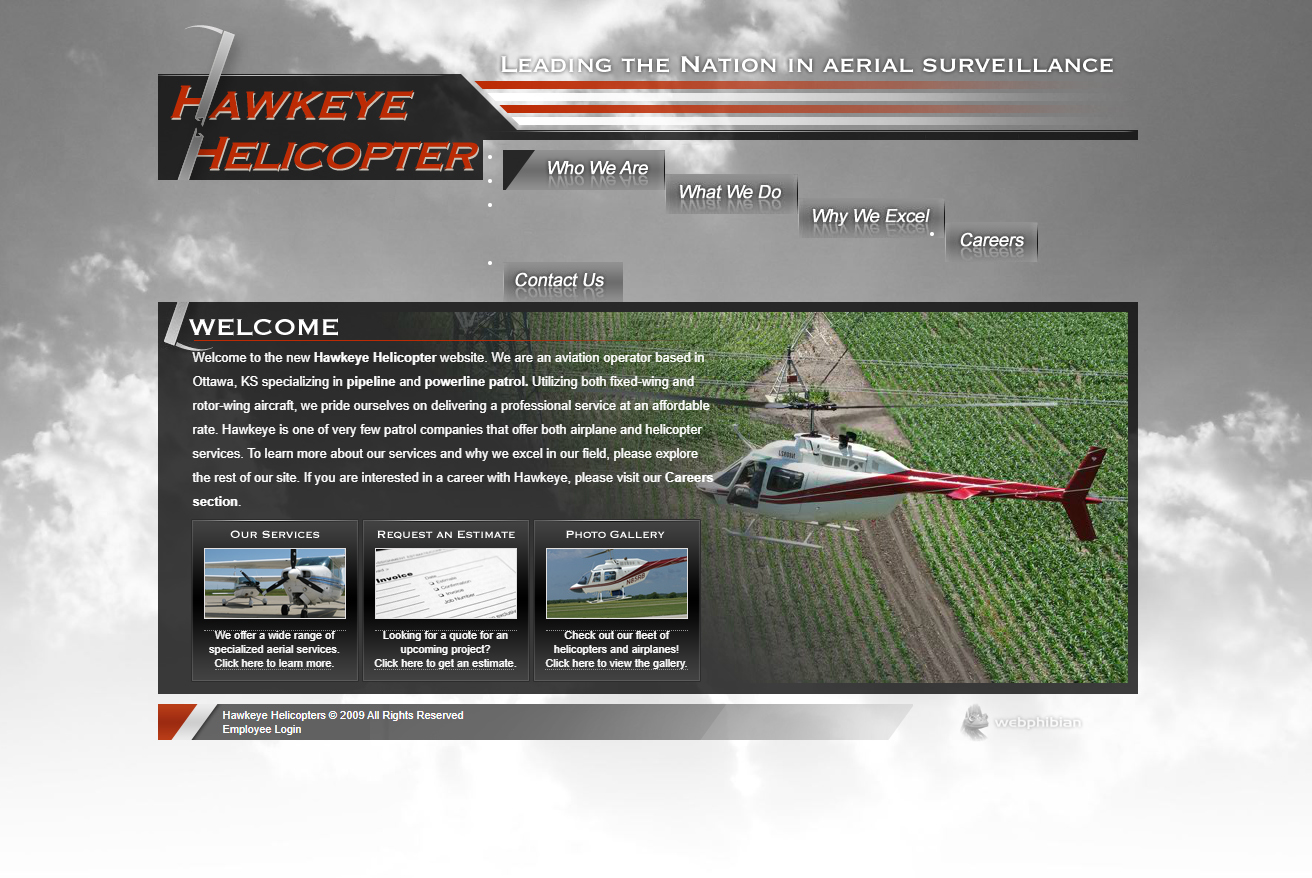 LEADING THE NATION IN AERIAL SURVEILLANCE
HAWKEYE
HELICOPTER
Who We Are
What We Do
Why We Excel
Careers
Contact Us
WELCOME
Welcome to the new Hawkeye Helicopter website. We are an aviation operator based in
Ottawa, KS specializing in pipeline and powerline patrol. Utilizing both fixed-wing and
rotor-wing aircraft, we pride ourselves on delivering a professional service at an affordable
rate. Hawkeye is one of very few patrol companies that offer both airplane and helicopter
services. To learn more about our services and why we excel in our field, please explore
the rest of our site. If you are interested in a career with Hawkeye, please visit our Careers
section.
OUR SERVICES
We offer a wide range of
specialized aerial services.
Click here to learn more.
REQUEST AN ESTIMATE
Invoice
Date
Estimate
Confirmation
Invoice
Job Number
Looking for a quote for an
upcoming project?
Click here to get an estimate.
PHOTO GALLERY
Check out our fleet of
helicopters and airplanes!
Click here to view the gallery.
Hawkeye Helicopters © 2009 All Rights Reserved
Employee Login
webphibian